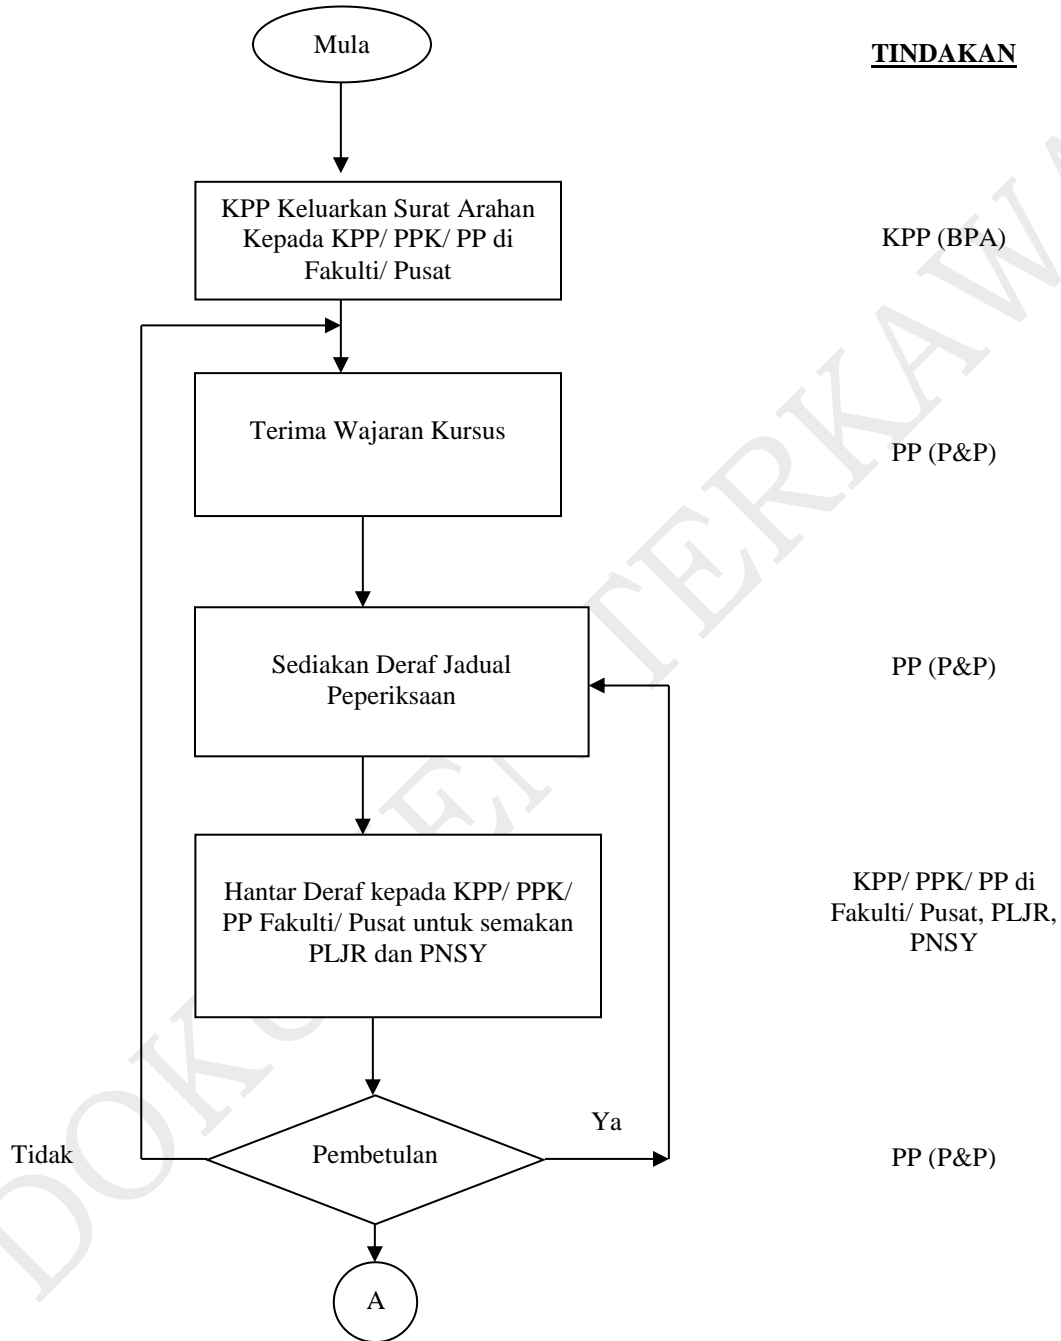 Mula
TINDAKAN
KPP Keluarkan Surat Arahan
Kepada KPP/ PPK/ PP di
Fakulti/ Pusat
KPP (BPA)
Terima Wajaran Kursus
PP (P&P)
Sediakan Deraf Jadual
Peperiksaan
PP (P&P)
Hantar Deraf kepada KPP/ PPK/
PP Fakulti/ Pusat untuk semakan
PLJR dan PNSY
KPP/ PPK/ PP di
Fakulti/ Pusat, PLJR,
PNSY
Ya
Tidak
Pembetulan
PP (P&P)
A